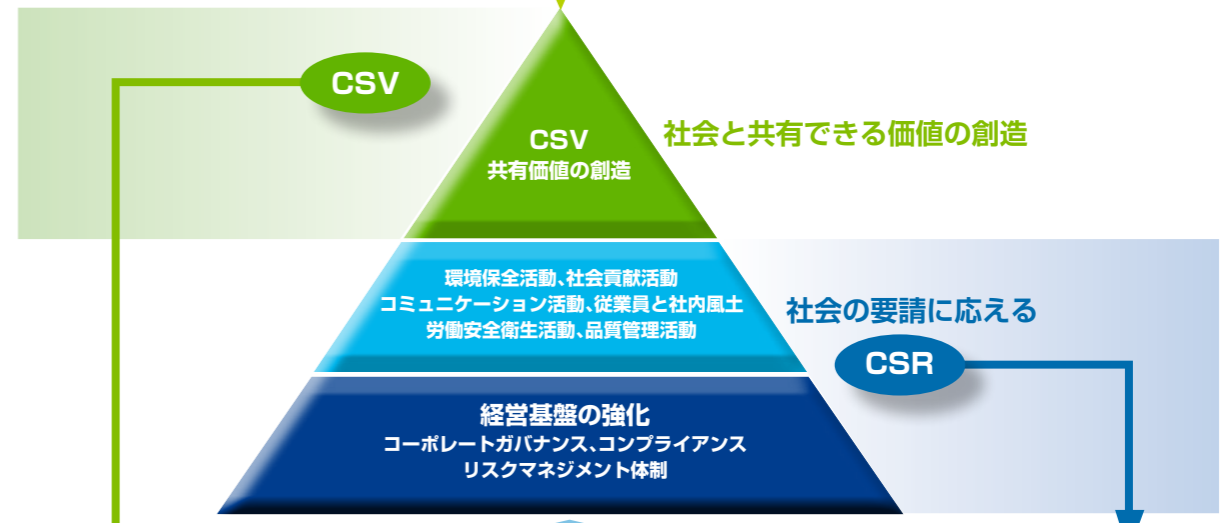 CSV
CSV
共有価値の創造
社会と共有できる価値の創造
環境保全活動、社会貢献活動
コミュニケーション活動、従業員と社内風土
労働安全衛生活動、品質管理活動
社会の要請に応える
CSR
経営基盤の強化
コーポレートガバナンス、コンプライアンス
リスクマネジメント体制